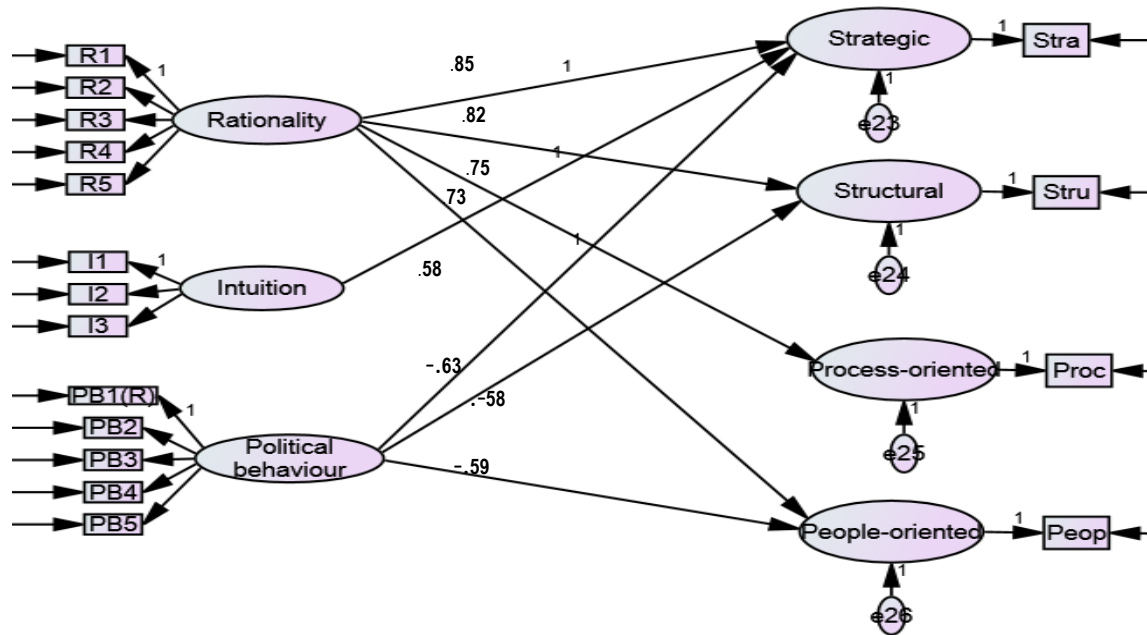 Strategic
1
Stra
1
e23
R1
1
R2
R3
R4
R5
Rationality
.85
1
.82
.75
73
1
Structural
1
Stru
1
e24
I1
1
I2
I3
Intuition
.58
1
Process-oriented
1
Proc
1
e25
PB1(R)
1
PB2
PB3
PB4
PB5
Political
behaviour
-.63
.-58
-.59
People-oriented
1
Peop
1
e26